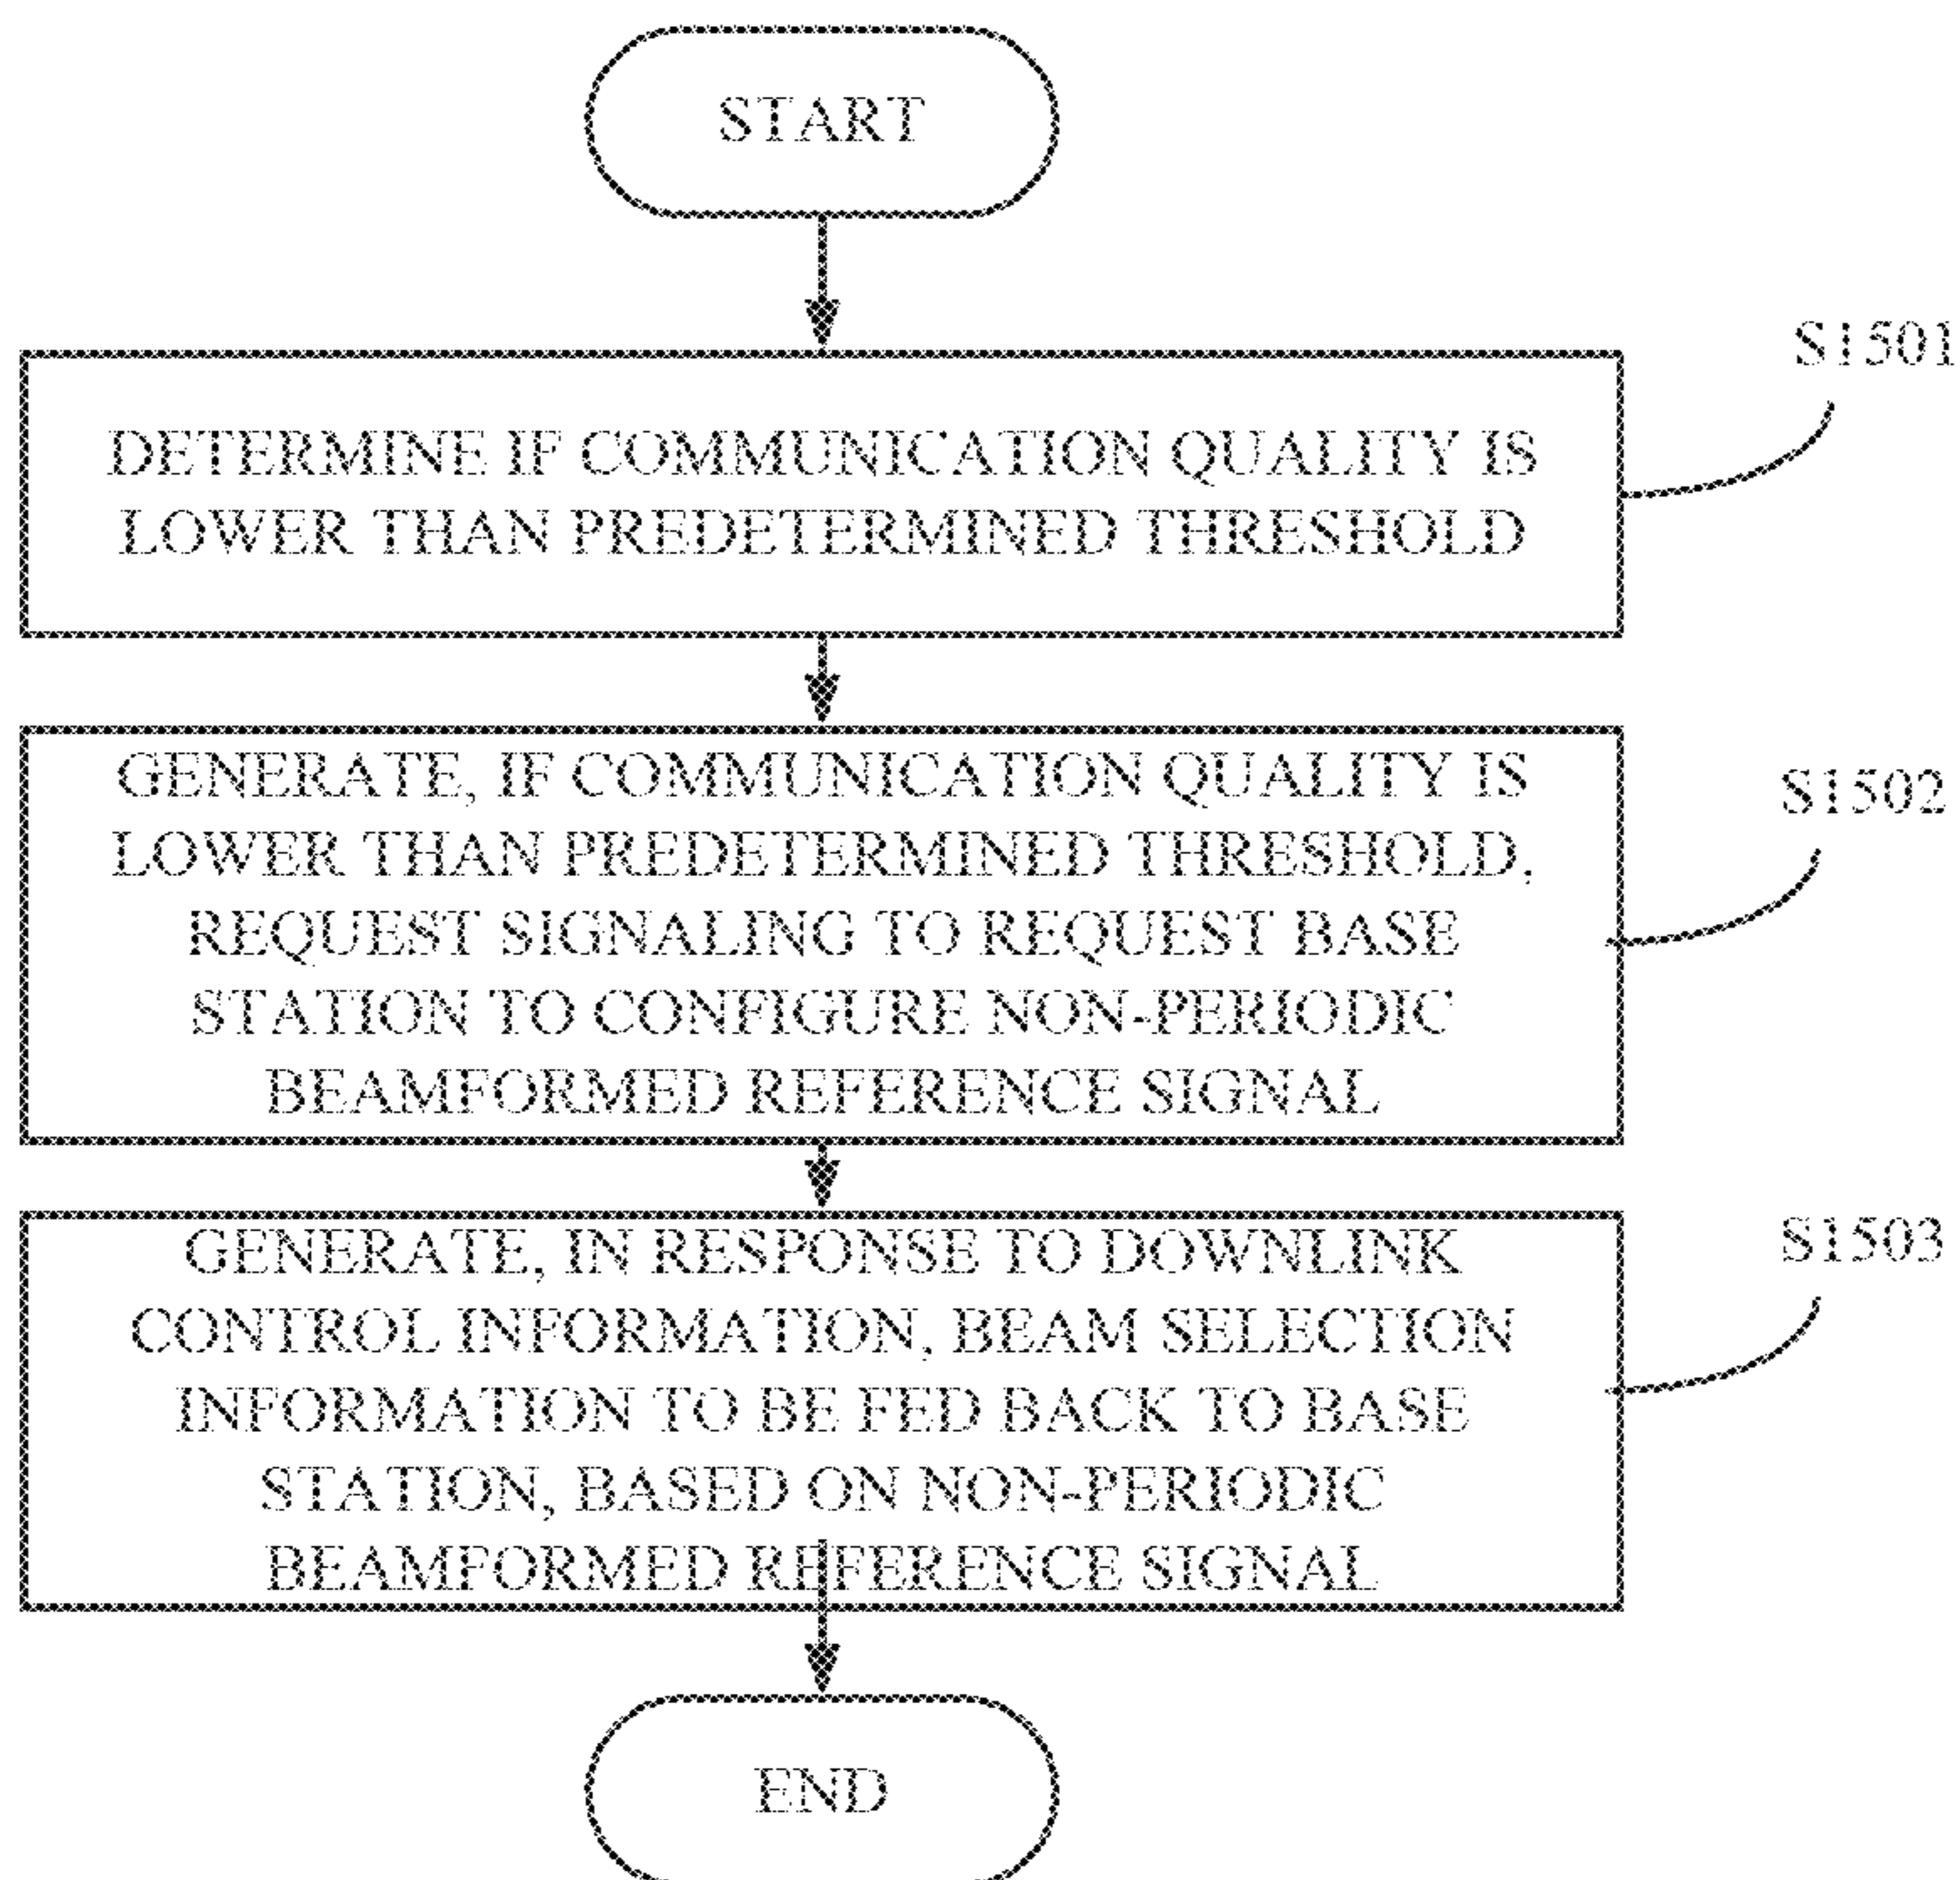 START
S1501
DETERMINE IF COMMUNICATION QUALITY IS
LOWER THAN PREDETERMINED THRESHOLD
S1502
GENERATE, IF COMMUNICATION QUALITY IS
LOWER THAN PREDETERMINED THRESHOLD,
REQUEST SIGNALING TO REQUEST BASE
STATION TO CONFIGURE NON-PERIODIC
BEAMFORMED REFERENCE SIGNAL
S1503
GENERATE, IN RESPONSE TO DOWNLINK
CONTROL INFORMATION, BEAM SELECTION
INFORMATION TO BE FED BACK TO BASE
STATION, BASED ON NON-PERIODIC
BEAMFORMED REFERENCE SIGNAL
END